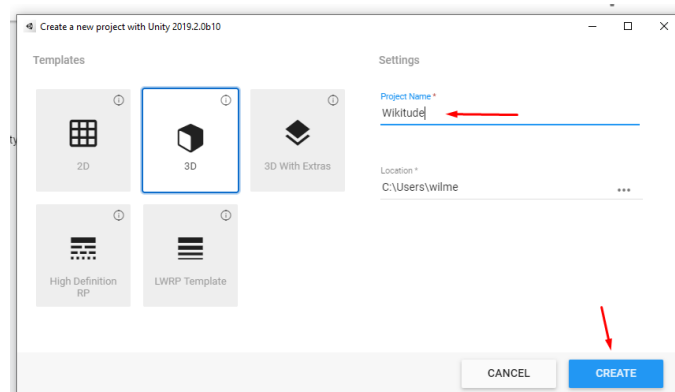 Create a new project with Unity 2019.2.0b10
Templates
Settings
2D
3D
3D With Extras
High Definition
RP
LWRP Template
Project Name *
Wikitude
Location *
C:\Users\wilme
CANCEL
CREATE